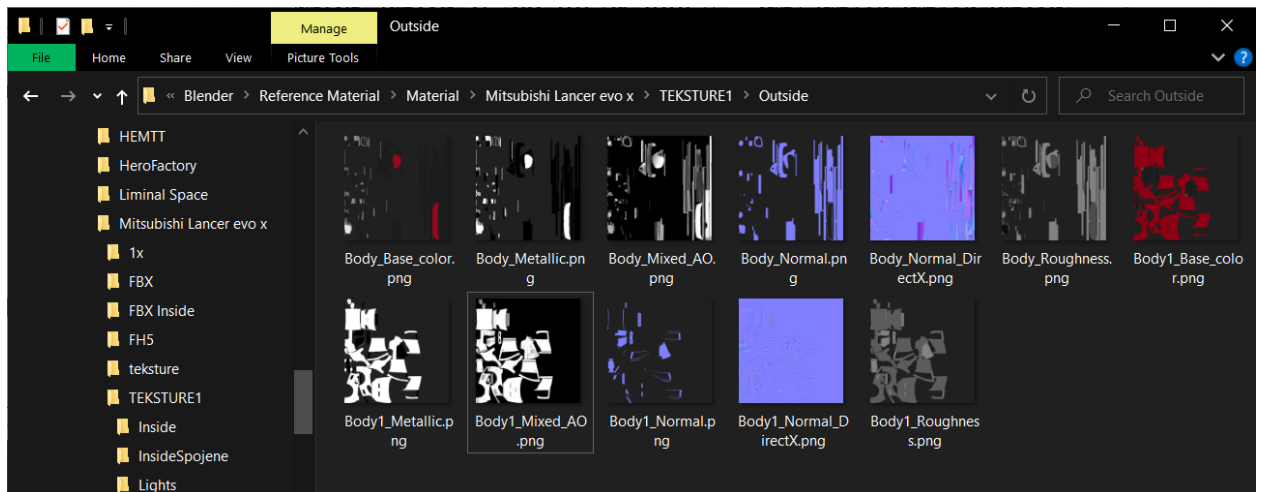 Manage
Outside
File
Home
Share
View
Picture Tools
« Blender > Reference Material > Material > Mitsubishi Lancer evo x > TEKSTURE1 > Outside
Search Outside
HEMTT
HeroFactory
Liminal Space
Mitsubishi Lancer evo x
1x
FBX
FBX Inside
FH5
teksture
TEKSTURE1
Inside
InsideSpojene
Lights
Body_Base_color.
png
Body_Metallic.pn
g
Body_Mixed_AO.
png
Body_Normal.pn
g
Body_Normal_Dir
ectX.png
Body_Roughness.
png
Body1_Base_colo
r.png
Body1_Metallic.p
ng
Body1_Mixed_AO
.png
Body1_Normal.p
ng
Body1_Normal_D
irectX.png
Body1_Roughnes
s.png